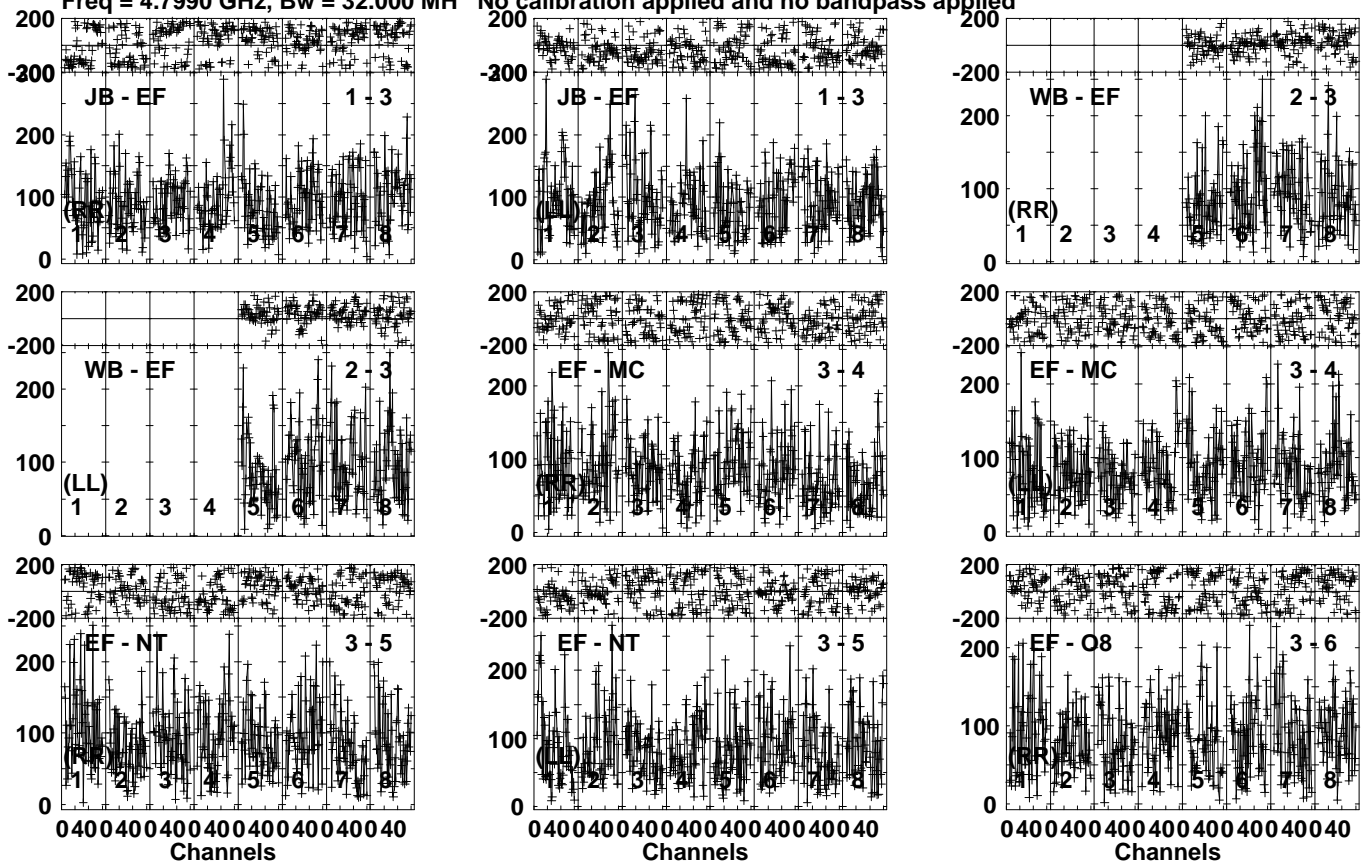 Freq = 4.7990 GHz, Bw = 32.000 MH No calibration applied and no bandpass applied
200
-200
JB - EF 1 - 3
200
100
0
(RR)
1 2 3 4 5 6 7 8
200
-200
JB - EF 1 - 3
200
100
0
(LL)
1 2 3 4 5 6 7 8
200
-200
WB - EF 2 - 3
200
100
0
(RR)
1 2 3 4 5 6 7 8
200
-200
WB - EF 2 - 3
200
100
0
(LL)
1 2 3 4 5 6 7 8
200
-200
EF - MC 3 - 4
200
100
0
(RR)
1 2 3 4 5 6 7 8
200
-200
EF - MC 3 - 4
200
100
0
(LL)
1 2 3 4 5 6 7 8
200
-200
EF - NT 3 - 5
200
100
0
(RR)
1 2 3 4 5 6 7 8
0 40 0 40 0 40 0 40 0 40 0 40 0 40 0 40
Channels
200
-200
EF - NT 3 - 5
200
100
0
(LL)
1 2 3 4 5 6 7 8
0 40 0 40 0 40 0 40 0 40 0 40 0 40 0 40
Channels
200
-200
EF - O8 3 - 6
200
100
0
(RR)
1 2 3 4 5 6 7 8
0 40 0 40 0 40 0 40 0 40 0 40 0 40 0 40
Channels